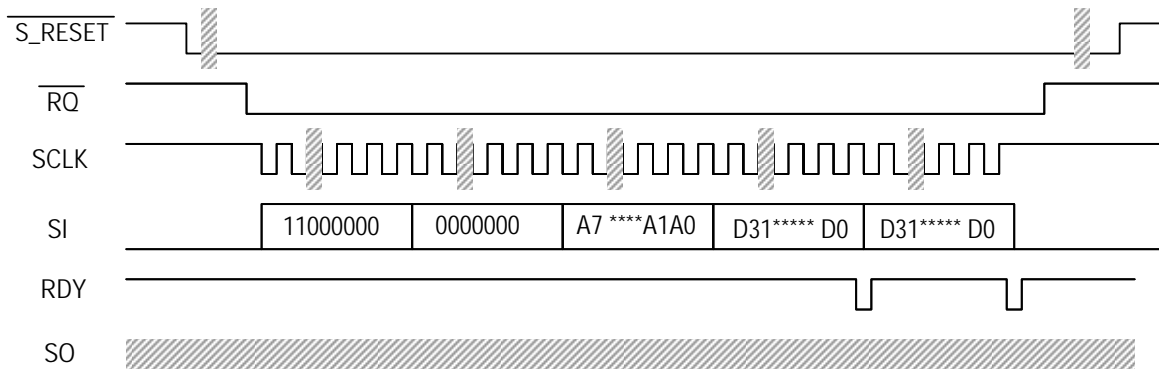 S_RESET
RQ
SCLK
SI 11000000 0000000 A7 ****A1A0 D31***** D0 D31***** D0
RDY
SO